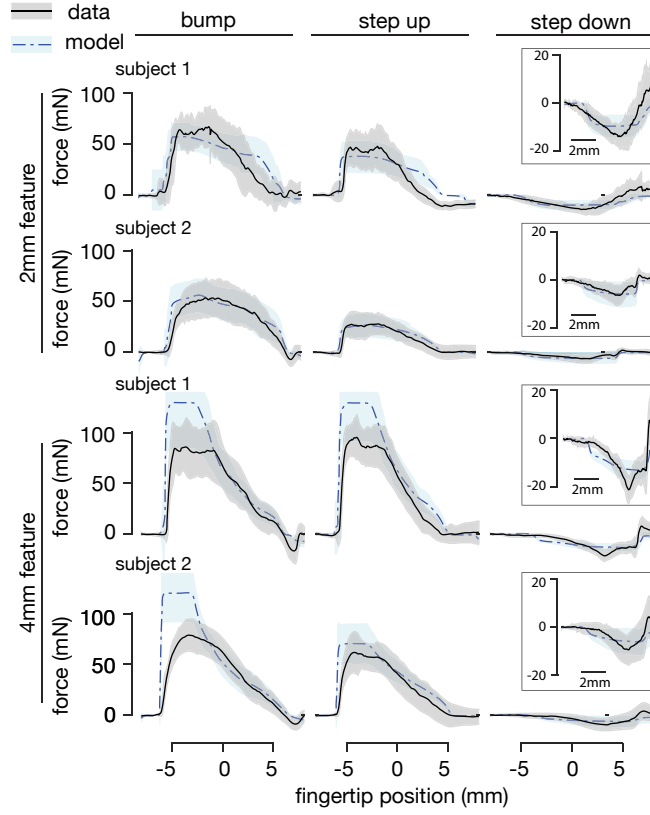 data
model
bump
step up
step down
subject 1
2mm feature
force (mN)
100
50
0
20
0
-20
2mm
subject 2
force (mN)
100
50
0
20
0
-20
2mm
subject 1
4mm feature
force (mN)
100
50
0
20
0
-20
2mm
subject 2
force (mN)
100
50
0
20
0
-20
2mm
-5 0 5
-5 0 5
-5 0 5
fingertip position (mm)